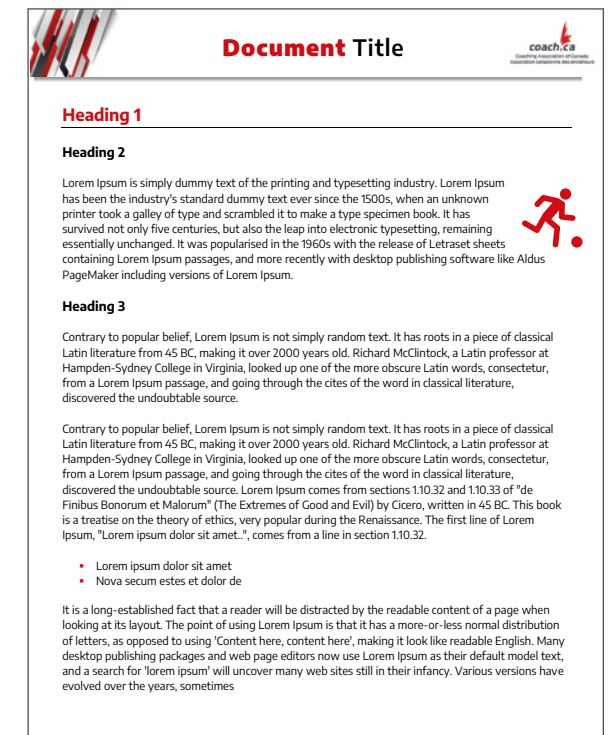 Document Title
coach.ca
Coaching Association of Canada
Association canadienne des entraîneurs
Heading 1
Heading 2
Lorem Ipsum is simply dummy text of the printing and typesetting industry. Lorem Ipsum
has been the industry's standard dummy text ever since the 1500s, when an unknown
printer took a galley of type and scrambled it to make a type specimen book. It has
survived not only five centuries, but also the leap into electronic typesetting, remaining
essentially unchanged. It was popularised in the 1960s with the release of Letraset sheets
containing Lorem Ipsum passages, and more recently with desktop publishing software like Aldus
PageMaker including versions of Lorem Ipsum.
Heading 3
Contrary to popular belief, Lorem Ipsum is not simply random text. It has roots in a piece of classical
Latin literature from 45 BC, making it over 2000 years old. Richard McClintock, a Latin professor at
Hampden-Sydney College in Virginia, looked up one of the more obscure Latin words, consectetur,
from a Lorem Ipsum passage, and going through the cites of the word in classical literature,
discovered the undoubtable source.
Contrary to popular belief, Lorem Ipsum is not simply random text. It has roots in a piece of classical
Latin literature from 45 BC, making it over 2000 years old. Richard McClintock, a Latin professor at
Hampden-Sydney College in Virginia, looked up one of the more obscure Latin words, consectetur,
from a Lorem Ipsum passage, and going through the cites of the word in classical literature,
discovered the undoubtable source. Lorem Ipsum comes from sections 1.10.32 and 1.10.33 of "de
Finibus Bonorum et Malorum" (The Extremes of Good and Evil) by Cicero, written in 45 BC. This book
is a treatise on the theory of ethics, very popular during the Renaissance. The first line of Lorem
Ipsum, "Lorem ipsum dolor sit amet..", comes from a line in section 1.10.32.
▪ Lorem ipsum dolor sit amet
▪ Nova secum estes et dolor de
It is a long-established fact that a reader will be distracted by the readable content of a page when
looking at its layout. The point of using Lorem Ipsum is that it has a more-or-less normal distribution
of letters, as opposed to using 'Content here, content here', making it look like readable English. Many
desktop publishing packages and web page editors now use Lorem Ipsum as their default model text,
and a search for 'lorem ipsum' will uncover many web sites still in their infancy. Various versions have
evolved over the years, sometimes